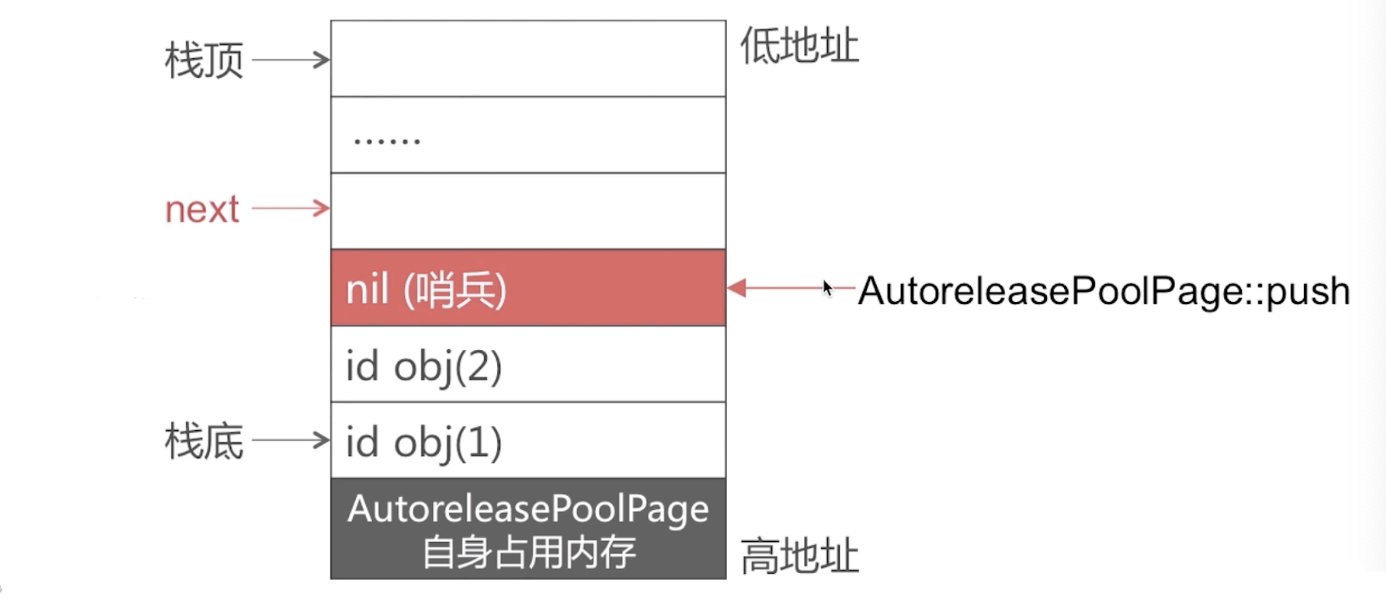 栈顶
低地址
......
next
nil (哨兵)
AutoreleasePoolPage::push
id obj(2)
栈底
id obj(1)
AutoreleasePoolPage
自身占用内存
高地址